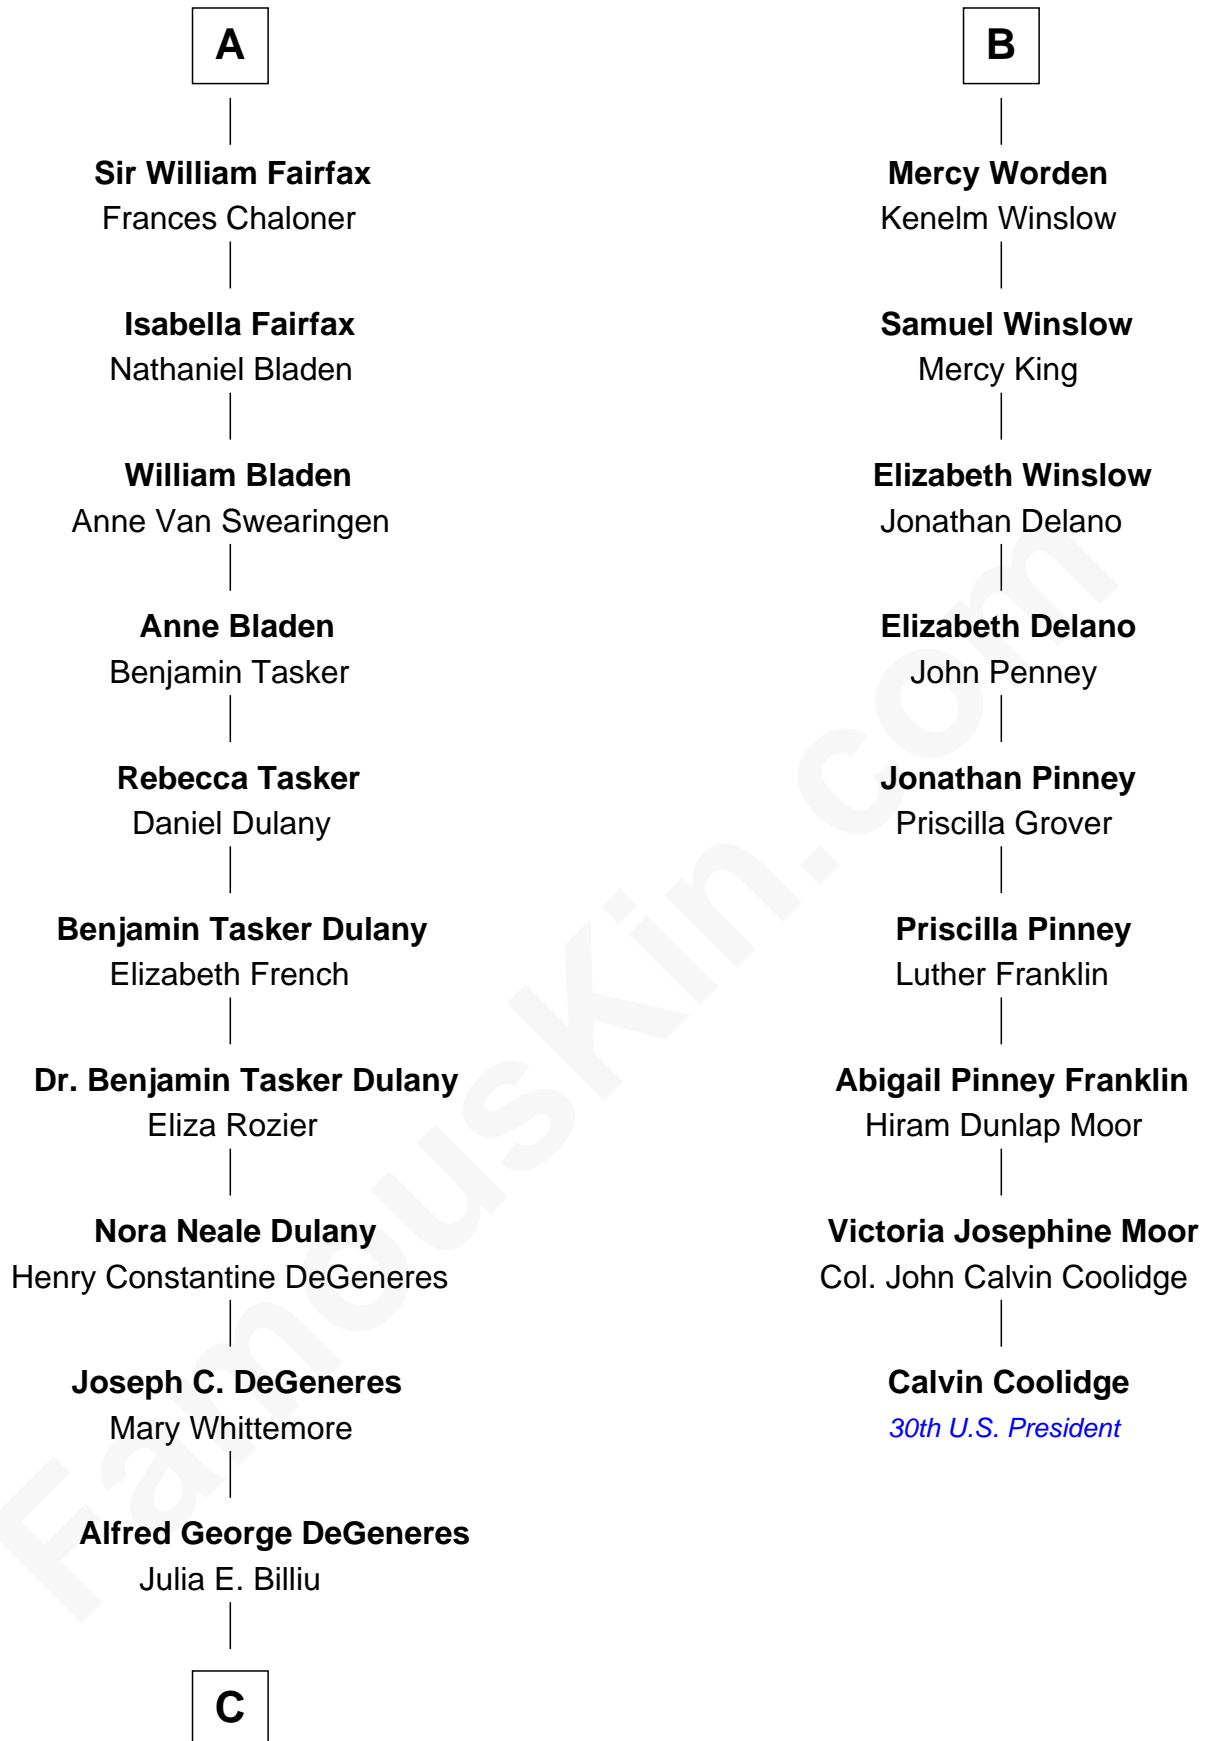 A
Sir William Fairfax
Frances Chaloner
Isabella Fairfax
Nathaniel Bladen
William Bladen
Anne Van Swearingen
Anne Bladen
Benjamin Tasker
Rebecca Tasker
Daniel Dulany
Benjamin Tasker Dulany
Elizabeth French
Dr. Benjamin Tasker Dulany
Eliza Rozier
Nora Neale Dulany
Henry Constantine DeGeneres
Joseph C. DeGeneres
Mary Whittemore
Alfred George DeGeneres
Julia E. Billiu
C
B
Mercy Worden
Kenelm Winslow
Samuel Winslow
Mercy King
Elizabeth Winslow
Jonathan Delano
Elizabeth Delano
John Penney
Jonathan Pinney
Priscilla Grover
Priscilla Pinney
Luther Franklin
Abigail Pinney Franklin
Hiram Dunlap Moor
Victoria Josephine Moor
Col. John Calvin Coolidge
Calvin Coolidge
30th U.S. President
FamousKin.com